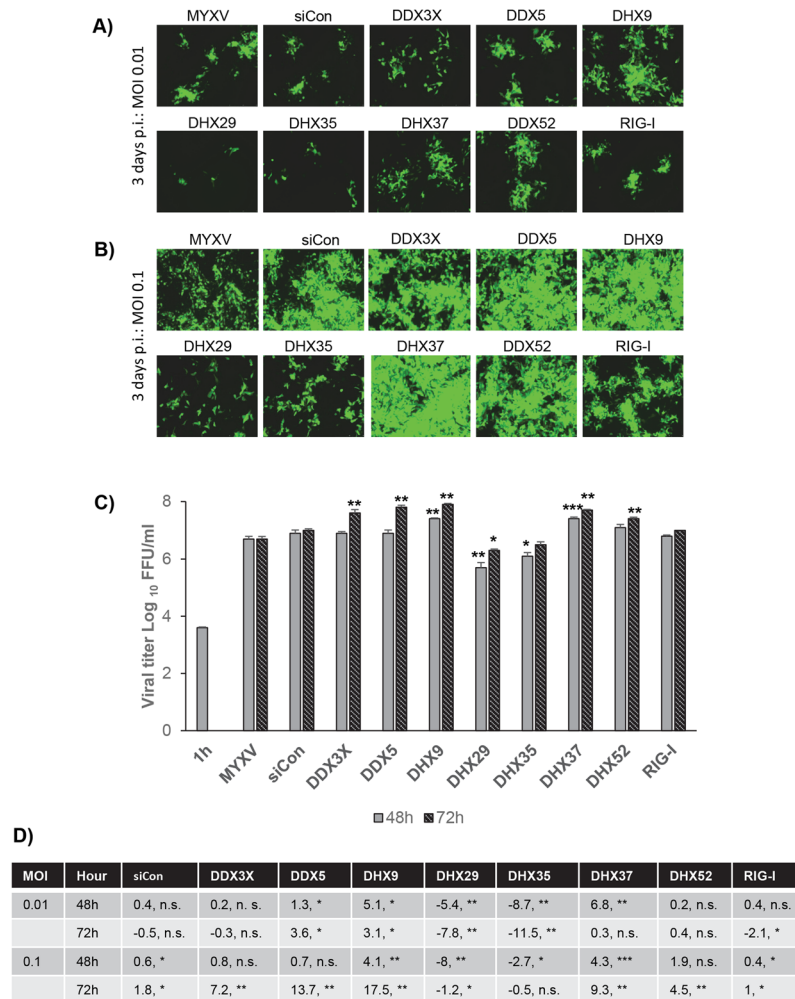 A)
3 days p.i.: MOI 0.01
MYXV siCon DDX3X DDX5 DHX9
DHX29 DHX35 DHX37 DDX52 RIG-I
B)
3 days p.i.: MOI 0.1
MYXV siCon DDX3X DDX5 DHX9
DHX29 DHX35 DHX37 DDX52 RIG-I
C)
Viral titer Log 10 FFU/ml
8
6
4
2
0
** ** ** ** ** * * *** ** **
1h MYXV siCon DDX3X DDX5 DHX9 DHX29 DHX35 DHX37 DHX52 RIG-I
48h 72h
D)
MOI Hour siCon DDX3X DDX5 DHX9 DHX29 DHX35 DHX37 DHX52 RIG-I
0.01 48h 0.4, n.s. 0.2, n. s. 1.3, * 5.1, * -5.4, ** -8.7, ** 6.8, ** 0.2, n.s. 0.4, n.s.
72h -0.5, n.s. -0.3, n.s. 3.6, * 3.1, * -7.8, ** -11.5, ** 0.3, n.s. 0.4, n.s. -2.1, *
0.1 48h 0.6, * 0.8, n.s. 0.7, n.s. 4.1, ** -8, ** -2.7, * 4.3, *** 1.9, n.s. 0.4, *
72h 1.8, * 7.2, ** 13.7, ** 17.5, ** -1.2, * -0.5, n.s. 9.3, ** 4.5, ** 1, *